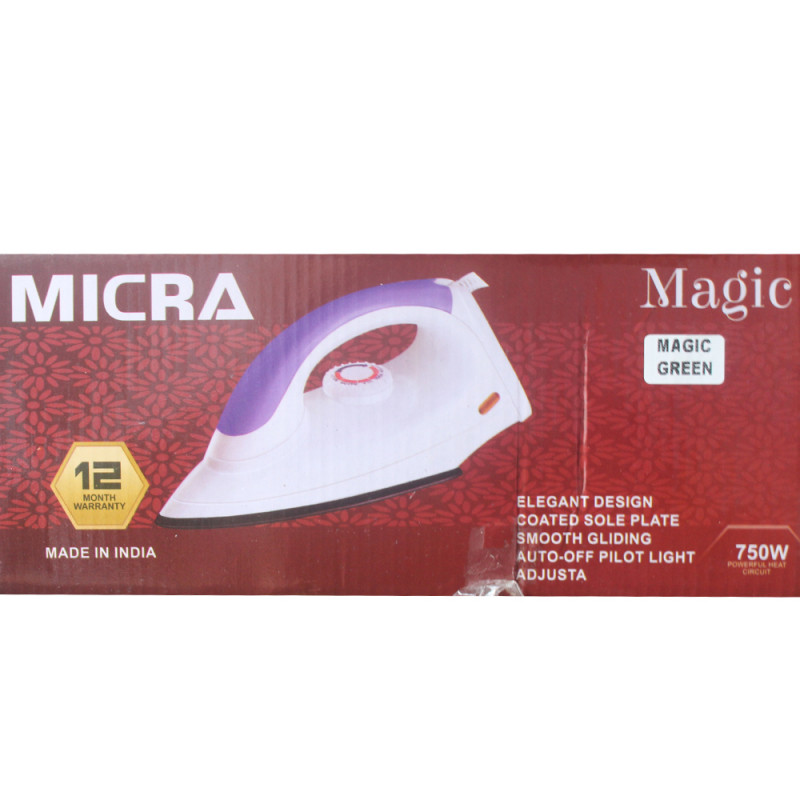 MICRA
Magic
MAGIC
GREEN
12
MONTH
WARRANTY
MADE IN INDIA
ELEGANT DESIGN
COATED SOLE PLATE
SMOOTH GLIDING
AUTO-OFF PILOT LIGHT
ADJUSTA
750W
POWERFUL HEAT
CIRCUIT